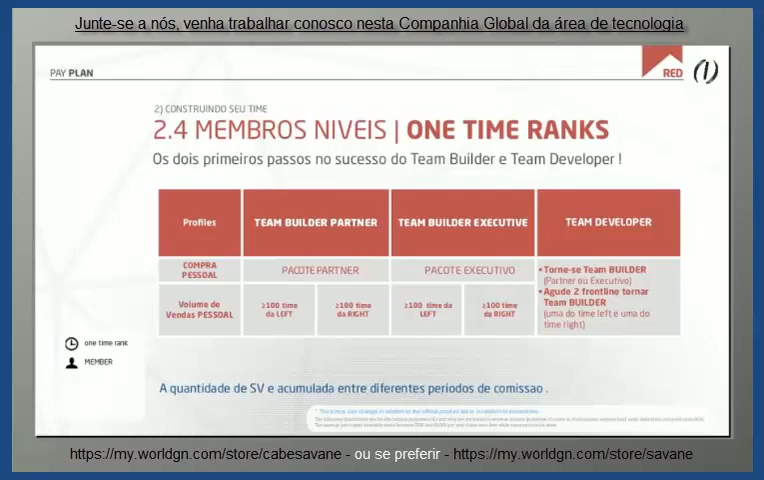 Junte-se a nós, venha trabalhar conosco nesta Companhia Global da área de tecnologia
PAY PLAN
RED
2) CONSTRUINDO SEU TIME
2.4 MEMBROS NIVEIS | ONE TIME RANKS
Os dois primeiros passos no sucesso do Team Builder e Team Developer !
Profiles
TEAM BUILDER PARTNER
TEAM BUILDER EXECUTIVE
TEAM DEVELOPER
COMPRA
PESSOAL
PACOTE PARTNER
PACOTE EXECUTIVO
• Torne-se Team BUILDER
(Partner ou Executivo)
• Agude 2 frontline tornar
Team BUILDER
(uma do time left e uma do
time right)
Volume de
Vendas PESSOAL
≥100 time
da LEFT
≥100 time
da RIGHT
≥100 time da
LEFT
≥100 time
da RIGHT
one time rank
MEMBER
A quantidade de SV e acumulada entre diferentes periodos de comissao .
https://my.worldgn.com/store/cabesavane - ou se preferir - https://my.worldgn.com/store/savane